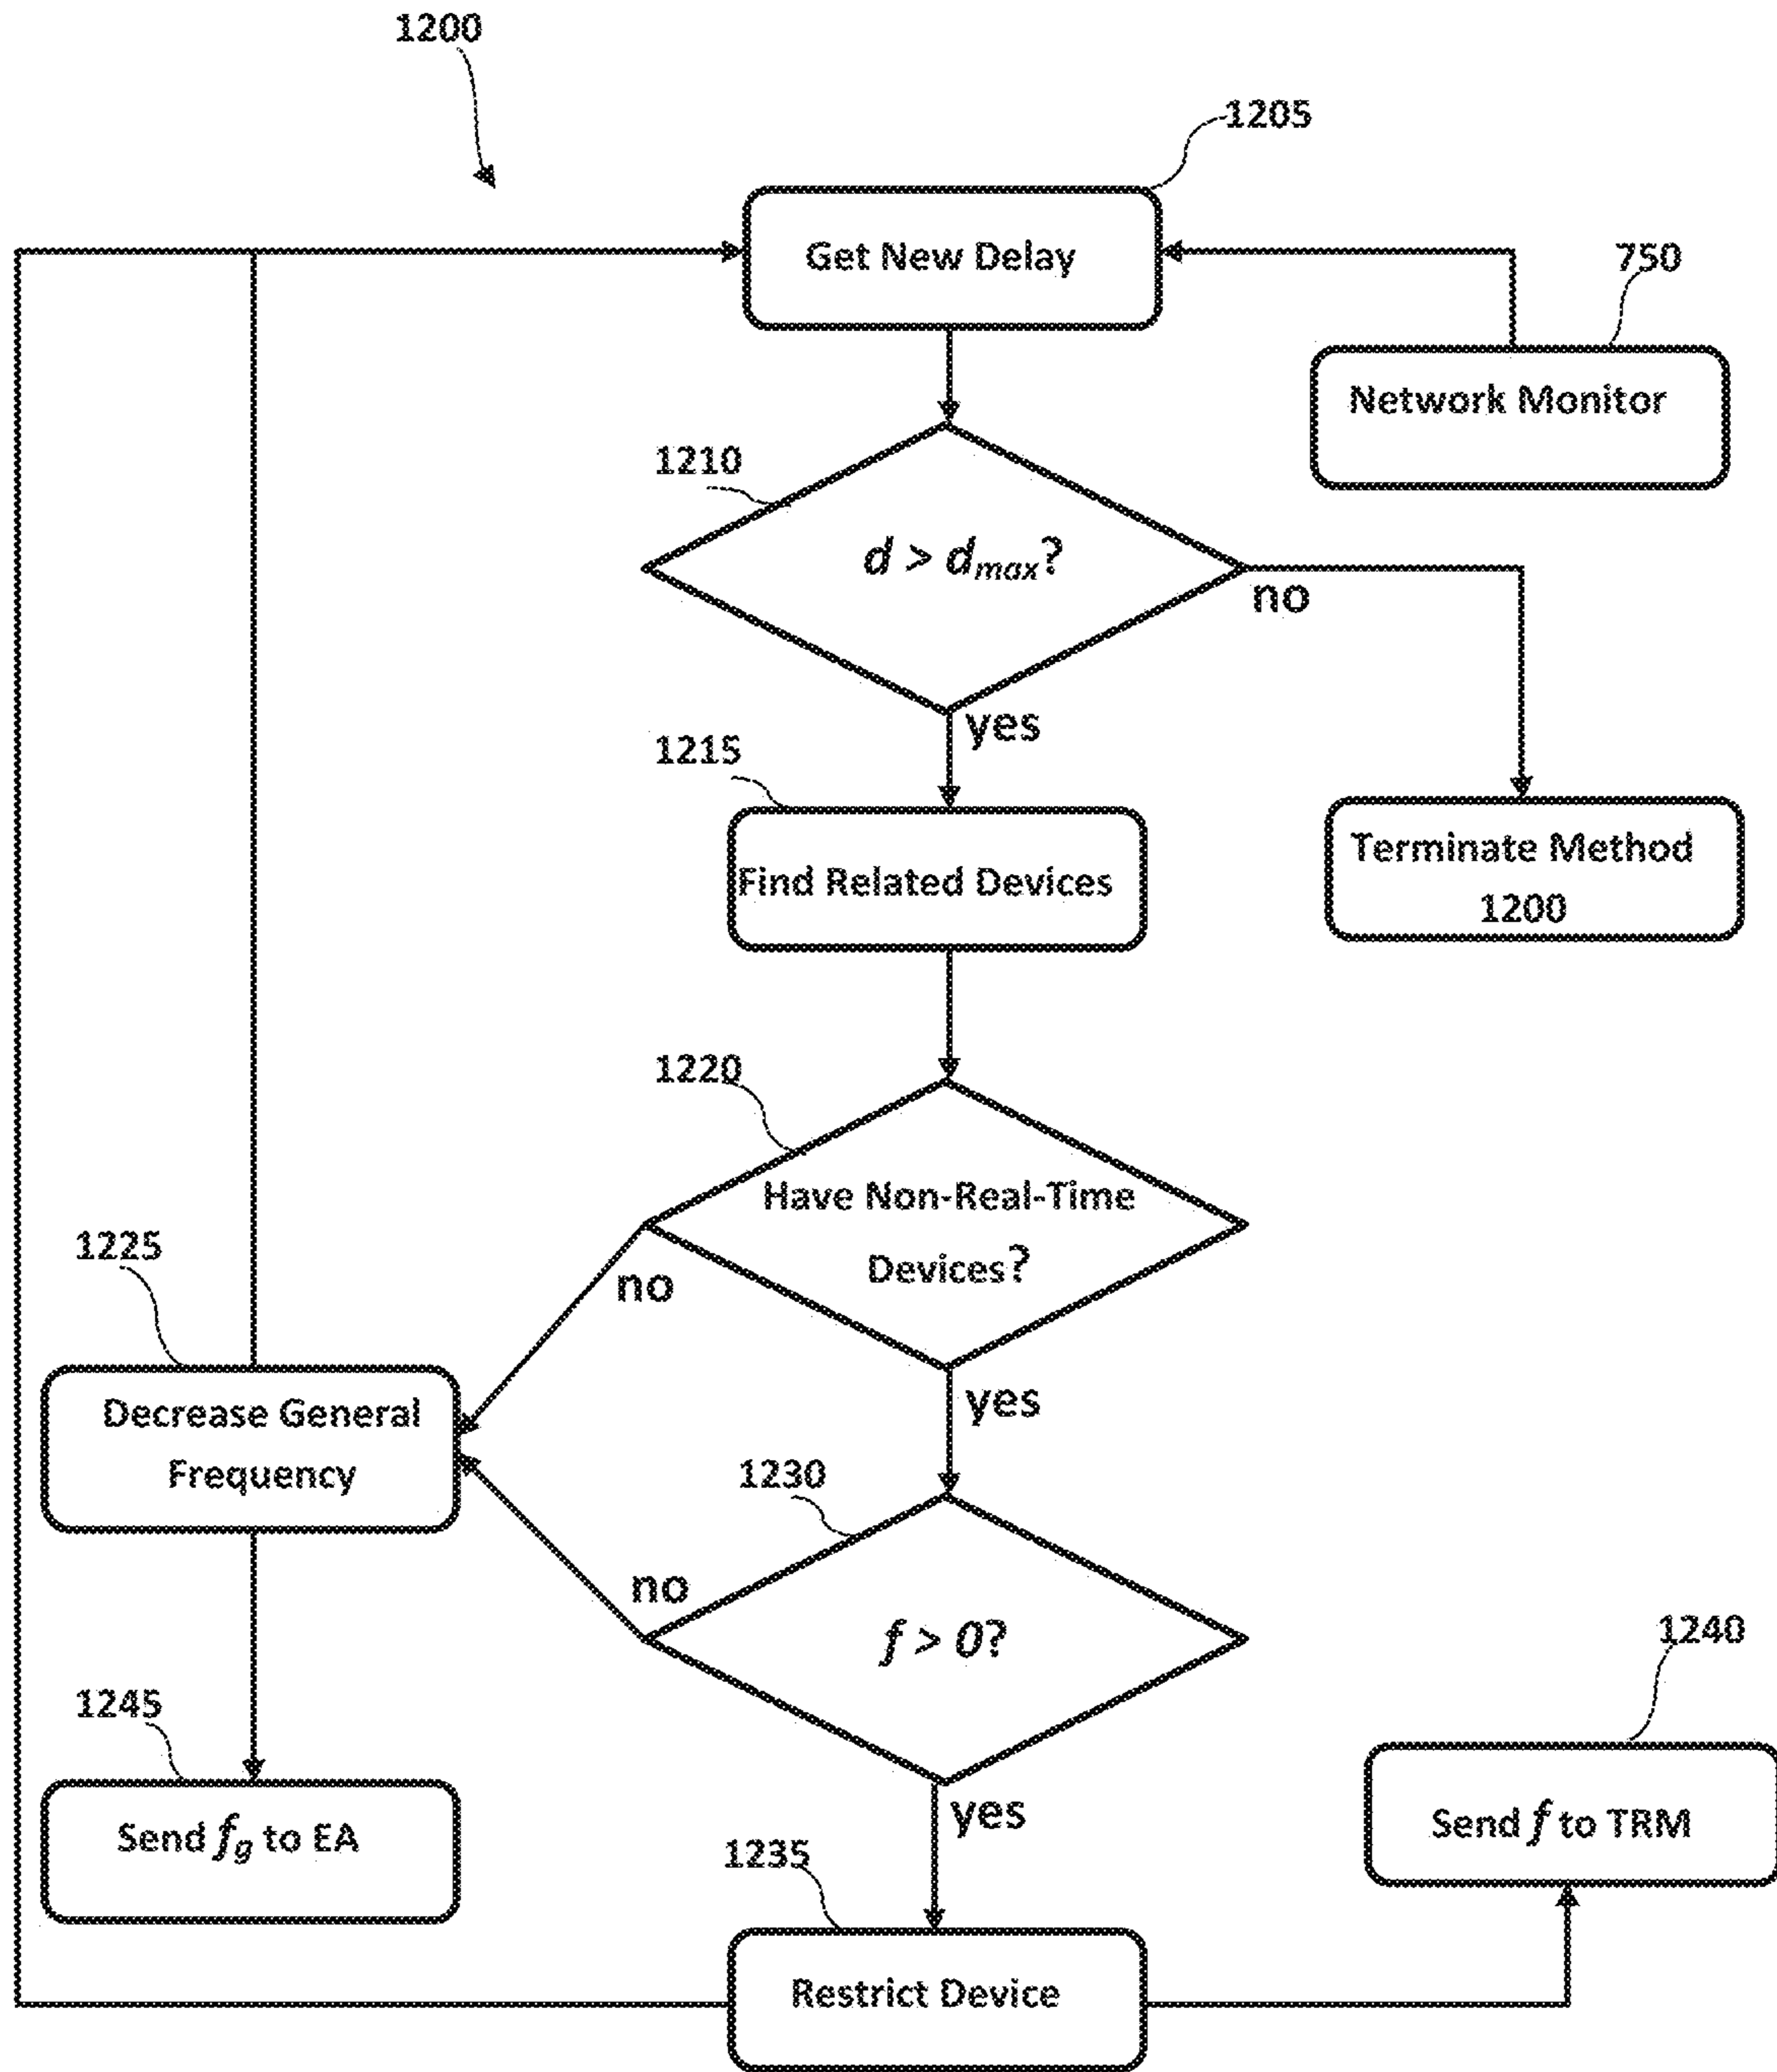 1200
1205
Get New Delay
750
Network Monitor
1210
d > dmax?
no
yes
1215
Find Related Devices
Terminate Method
1200
1220
Have Non-Real-Time
Devices?
no
yes
1225
Decrease General
Frequency
1230
f > 0?
no
yes
1240
Send f to TRM
1245
Send fg to EA
1235
Restrict Device